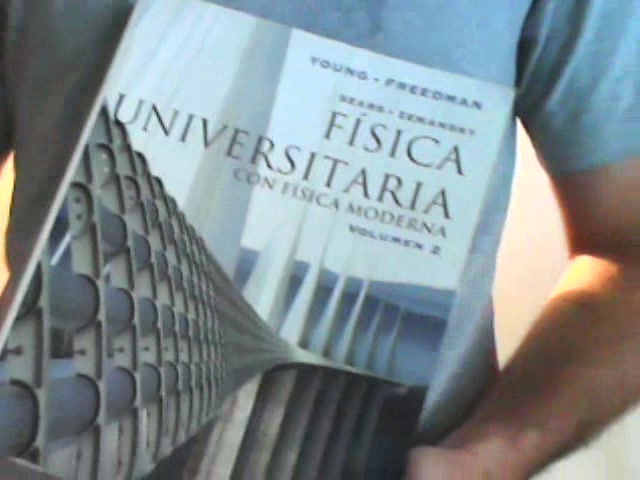 YOUNG • FREEDMAN
SEARS • ZEMANSKY
FÍSICA
UNIVERSITARIA
CON FÍSICA MODERNA
VOLUMEN 2